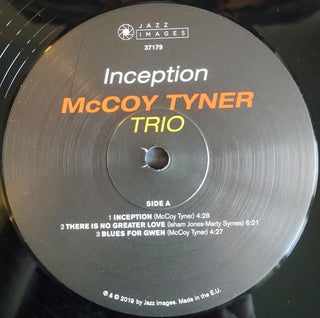 JAZZ
IMAGES
37179
Inception
McCOY TYNER
TRIO
SIDE A
1 INCEPTION (McCoy Tyner) 4:28
2 THERE IS NO GREATER LOVE (Isham Jones-Marty Symes) 6:21
3 BLUES FOR GWEN (McCoy Tyner) 4:27
℗ & © 2019 by Jazz Images. Made in the E.U.